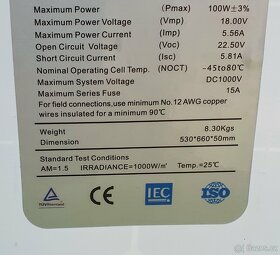 Maximum Power (Pmax) 100W±3%
Maximum Power Voltage (Vmp) 18.00V
Maximum Power Current (Imp) 5.56A
Open Circuit Voltage (Voc) 22.50V
Short Circuit Current (Isc) 5.81A
Nominal Operating Cell Temp. (NOCT) -45to80℃
Maximum System Voltage DC1000V
Maximum Series Fuse 15A
For field connections, use minimum No.12 AWG copper
wires insulated for a minimum 90℃
Weight 8.30Kgs
Dimension 530*660*50mm
Standard Test Conditions
AM=1.5 IRRADIANCE=1000W/㎡ Temp.=25℃
TÜVRheinland CE IEC ISO